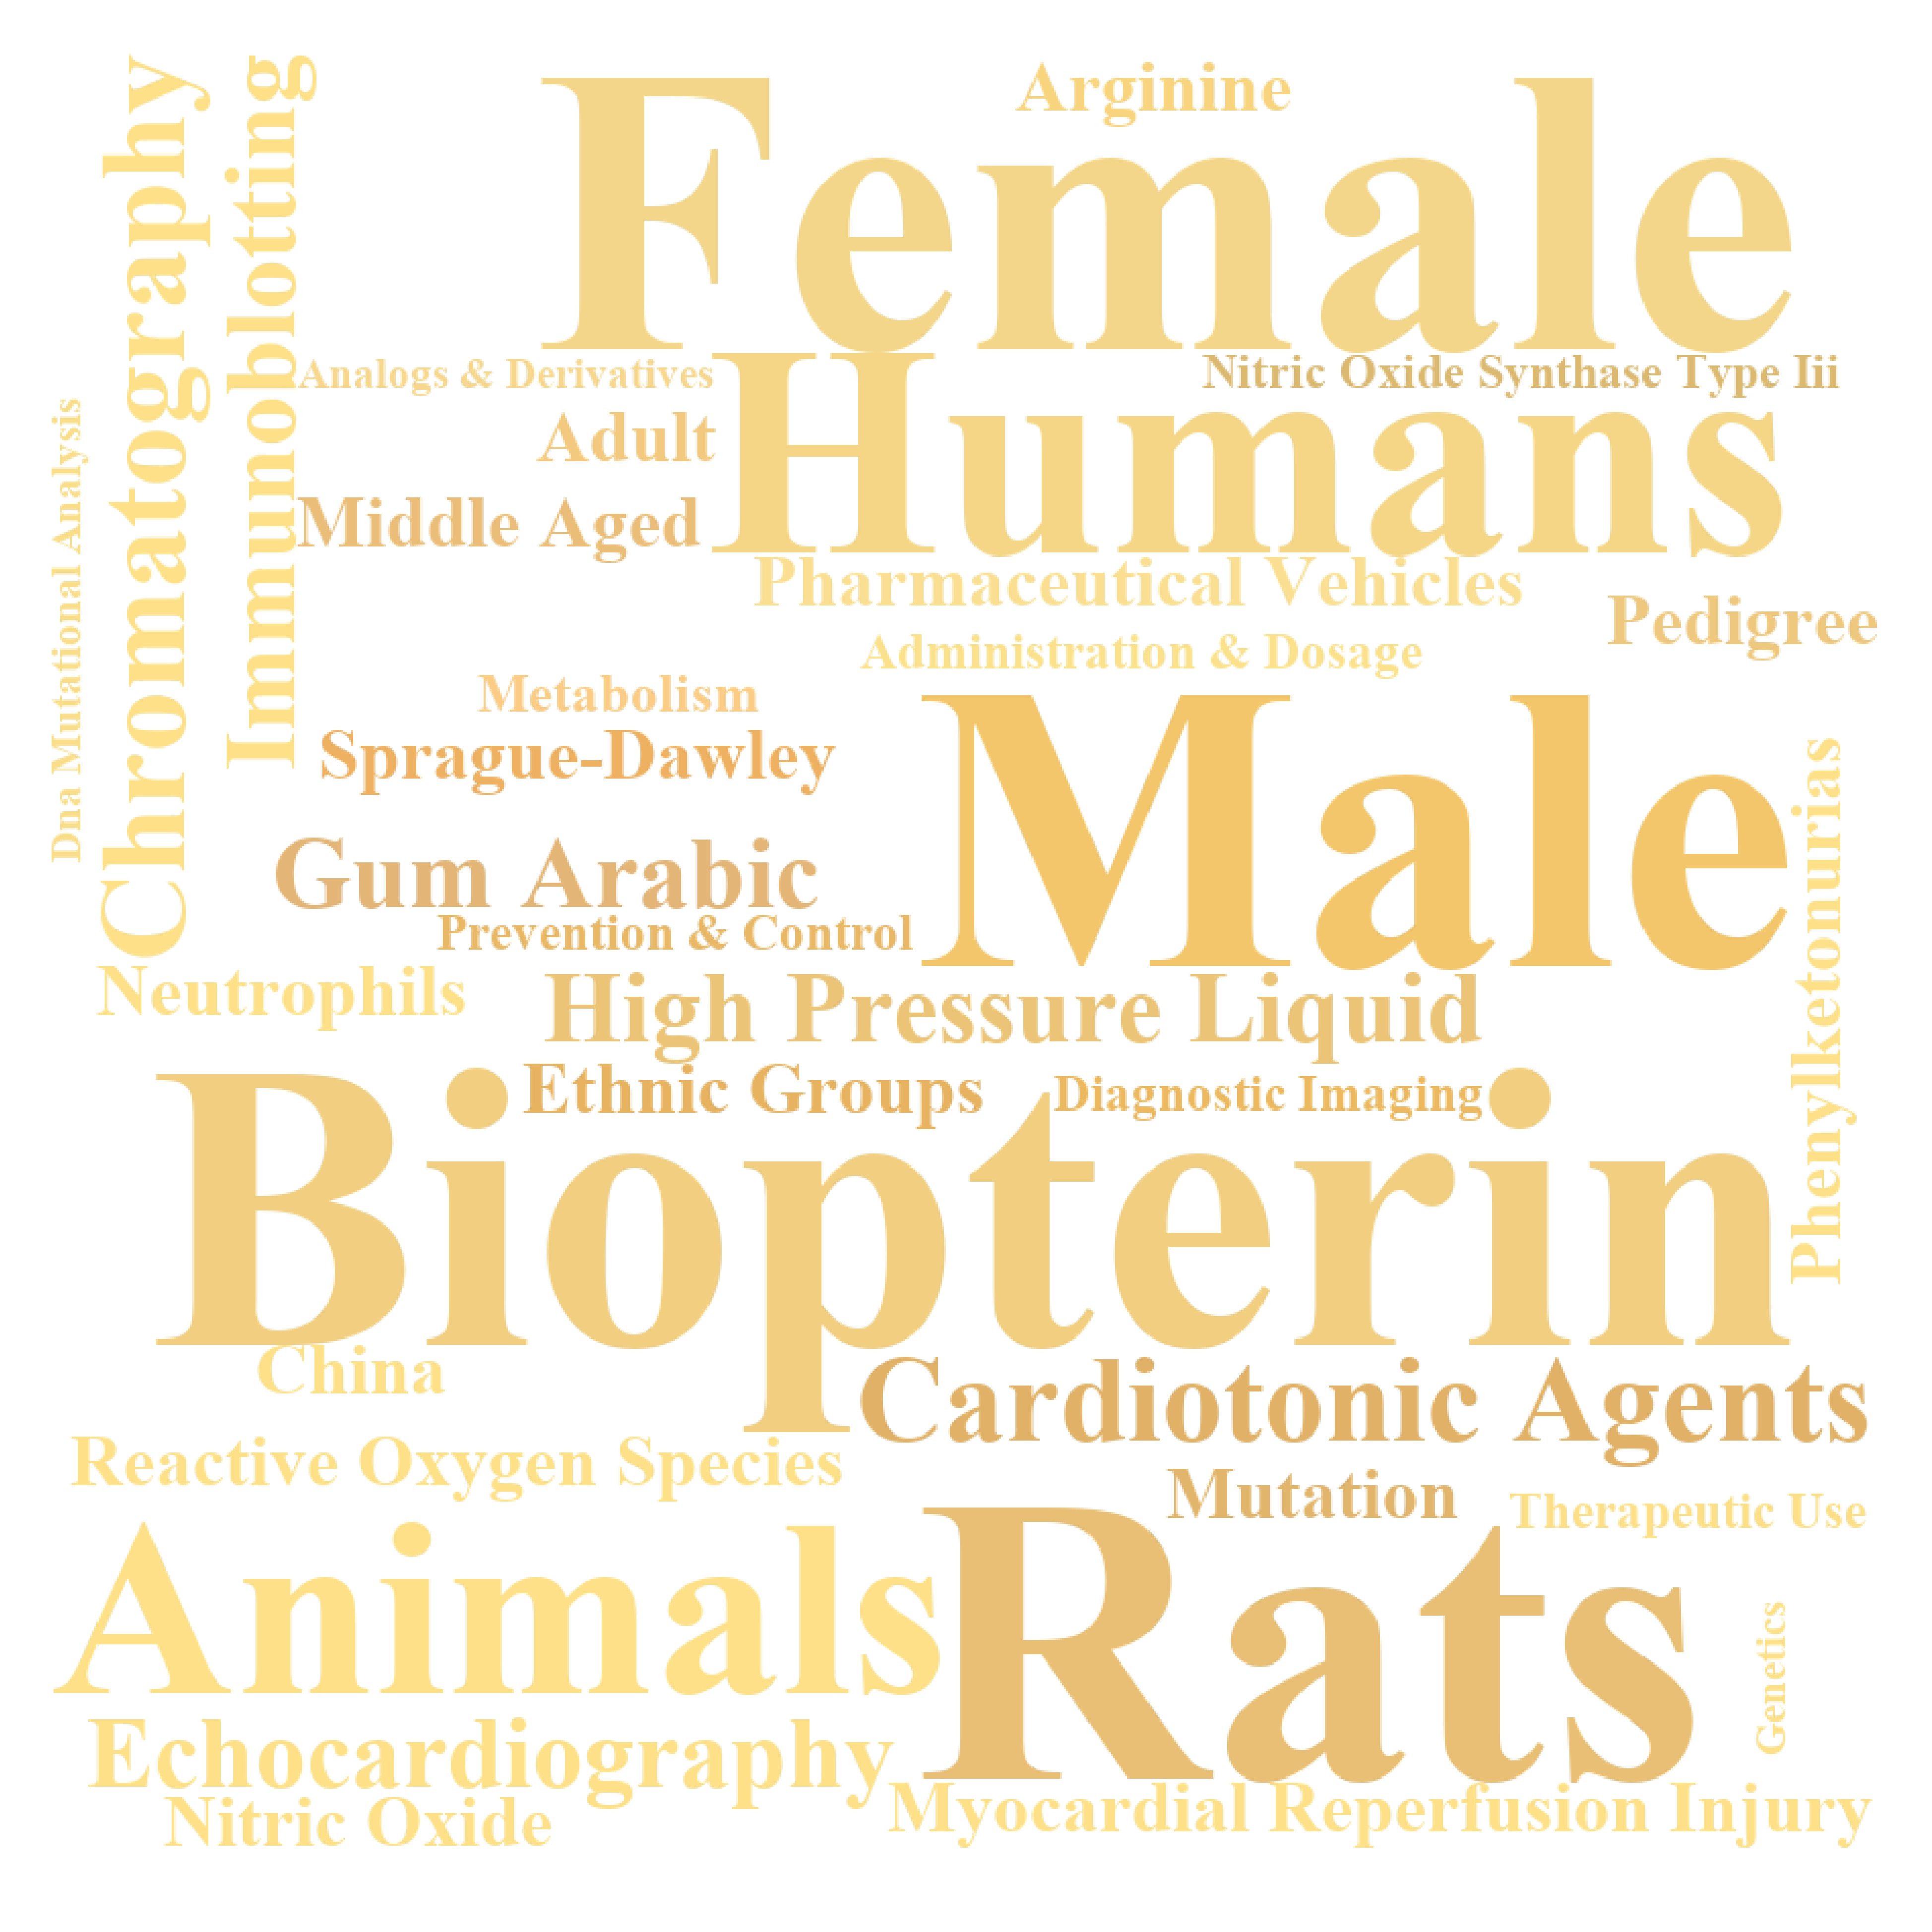 Arginine
Female
Chromatography
Immunoblotting
Analogs & Derivatives
Nitric Oxide Synthase Type Iii
Humans
Adult
Dna Mutational Analysis
Middle Aged
Pharmaceutical Vehicles
Pedigree
Administration & Dosage
Metabolism
Male
Sprague-Dawley
Phenylketonurias
Gum Arabic
Prevention & Control
Neutrophils
High Pressure Liquid
Ethnic Groups
Diagnostic Imaging
Biopterin
China
Cardiotonic Agents
Reactive Oxygen Species
Mutation
Therapeutic Use
Animals
Rats
Genetics
Echocardiography
Nitric Oxide
Myocardial Reperfusion Injury